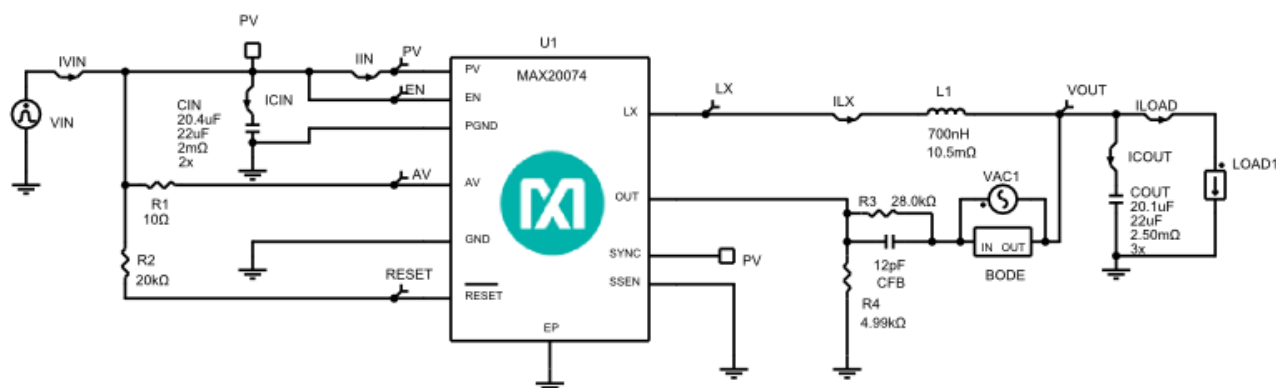 PV
IVIN
IIN
PV
U1
PV
MAX20074
EN
EN
VIN
CIN
20.4uF
22uF
2mΩ
2x
ICIN
PGND
LX
LX
ILX
L1
700nH
10.5mΩ
VOUT
ILOAD
ICOUT
LOAD1
COUT
20.1uF
22uF
2.50mΩ
3x
AV
AV
R1
10Ω
OUT
R3
28.0kΩ
VAC1
IN OUT
BODE
12pF
CFB
GND
R2
20kΩ
SYNC
PV
RESET
RESET
SSEN
R4
4.99kΩ
EP